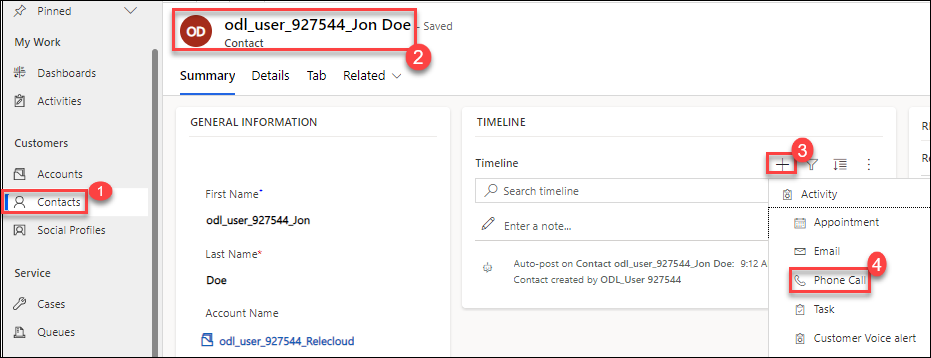 Pinned
My Work
Dashboards
Activities
Customers
Accounts
Contacts
1
Social Profiles
Service
Cases
Queues
OD
odl_user_927544_Jon Doe - Saved
Contact
2
Summary Details Tab Related
GENERAL INFORMATION
First Name*
odl_user_927544_Jon
Last Name*
Doe
Account Name
odl_user_927544_Relecloud
TIMELINE
Timeline
3
Search timeline
Enter a note...
Auto-post on Contact odl_user_927544_Jon Doe: 9:12 A
Contact created by ODL_User 927544
Activity
Appointment
Email
4
Phone Call
Task
Customer Voice alert